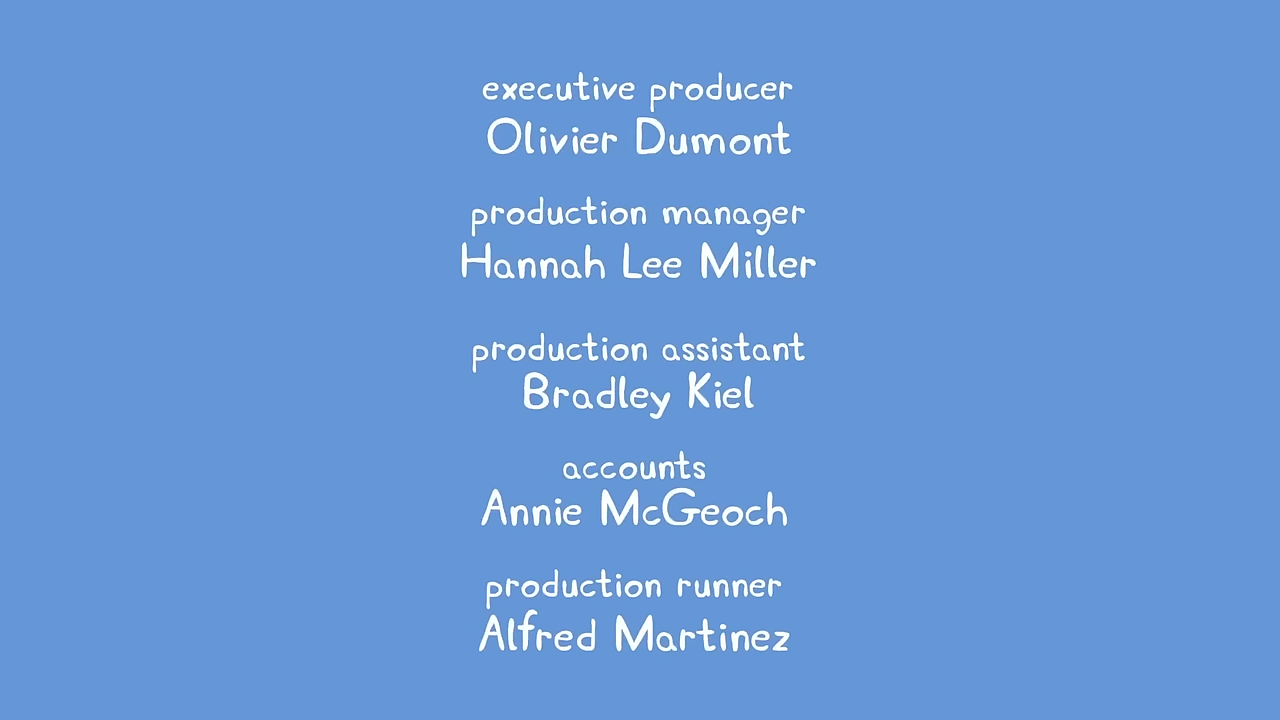 executive producer
Olivier Dumont
production manager
Hannah Lee Miller
production assistant
Bradley Kiel
accounts
Annie McGeoch
production runner
Alfred Martinez